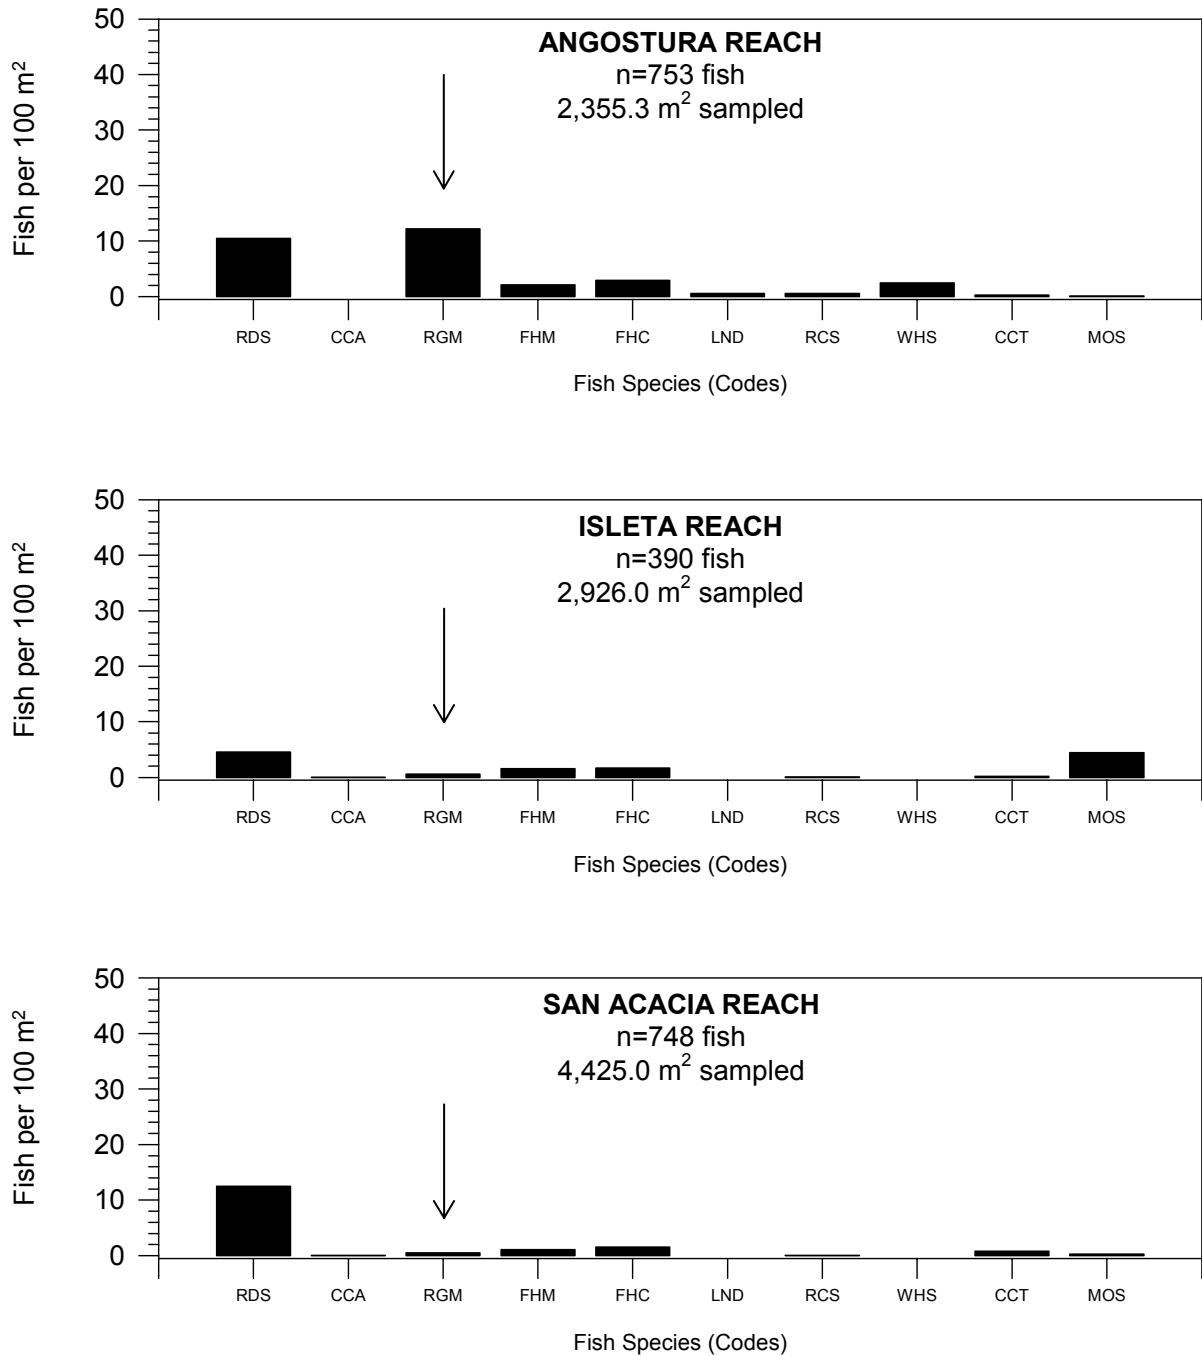 ANGOSTURA REACH
n=753 fish
2,355.3 m² sampled
Fish per 100 m²
50
40
30
20
10
0
RDS CCA RGM FHM FHC LND RCS WHS CCT MOS
Fish Species (Codes)
ISLETA REACH
n=390 fish
2,926.0 m² sampled
Fish per 100 m²
50
40
30
20
10
0
RDS CCA RGM FHM FHC LND RCS WHS CCT MOS
Fish Species (Codes)
SAN ACACIA REACH
n=748 fish
4,425.0 m² sampled
Fish per 100 m²
50
40
30
20
10
0
RDS CCA RGM FHM FHC LND RCS WHS CCT MOS
Fish Species (Codes)